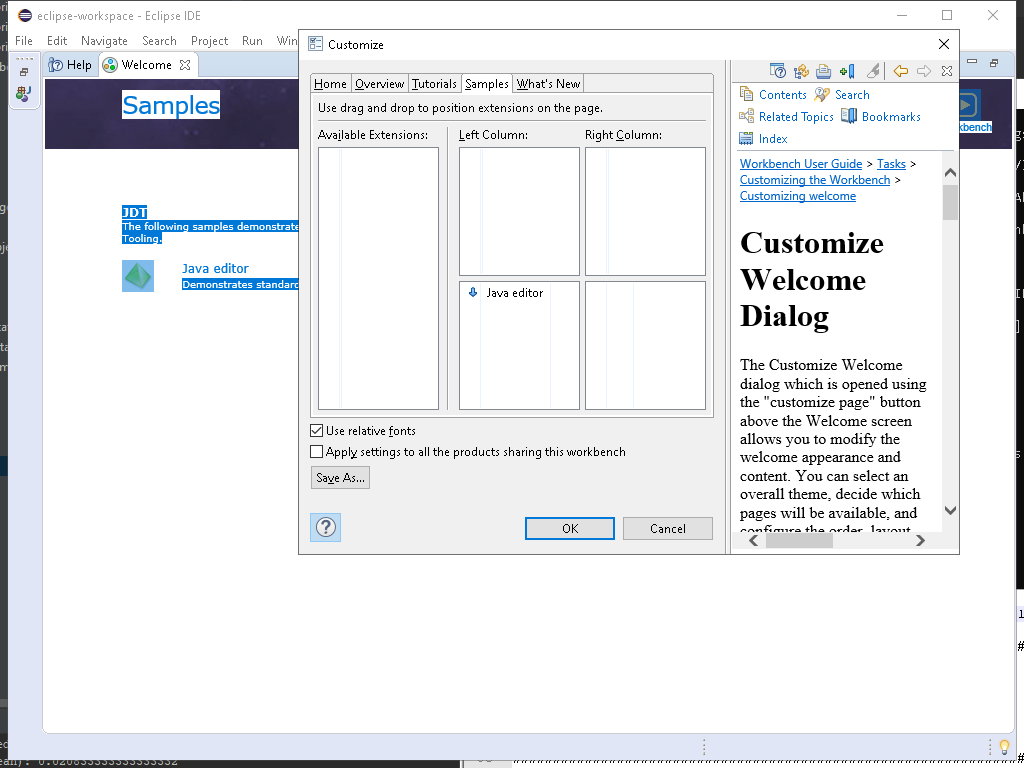 eclipse-workspace - Eclipse IDE
File Edit Navigate Search Project Run Win
Help Welcome
Samples
JDT
The following samples demonstrate
Tooling.
Java editor
Demonstrates standard
Customize
Home Overview Tutorials Samples What's New
Use drag and drop to position extensions on the page.
Available Extensions: Left Column: Right Column:
Java editor
Use relative fonts
Apply settings to all the products sharing this workbench
Save As...
OK Cancel
Contents Search
Related Topics Bookmarks
Index
Workbench User Guide > Tasks >
Customizing the Workbench >
Customizing welcome
Customize
Welcome
Dialog
The Customize Welcome
dialog which is opened using
the "customize page" button
above the Welcome screen
allows you to modify the
welcome appearance and
content. You can select an
overall theme, decide which
pages will be available, and
configure the order, layout
kbench